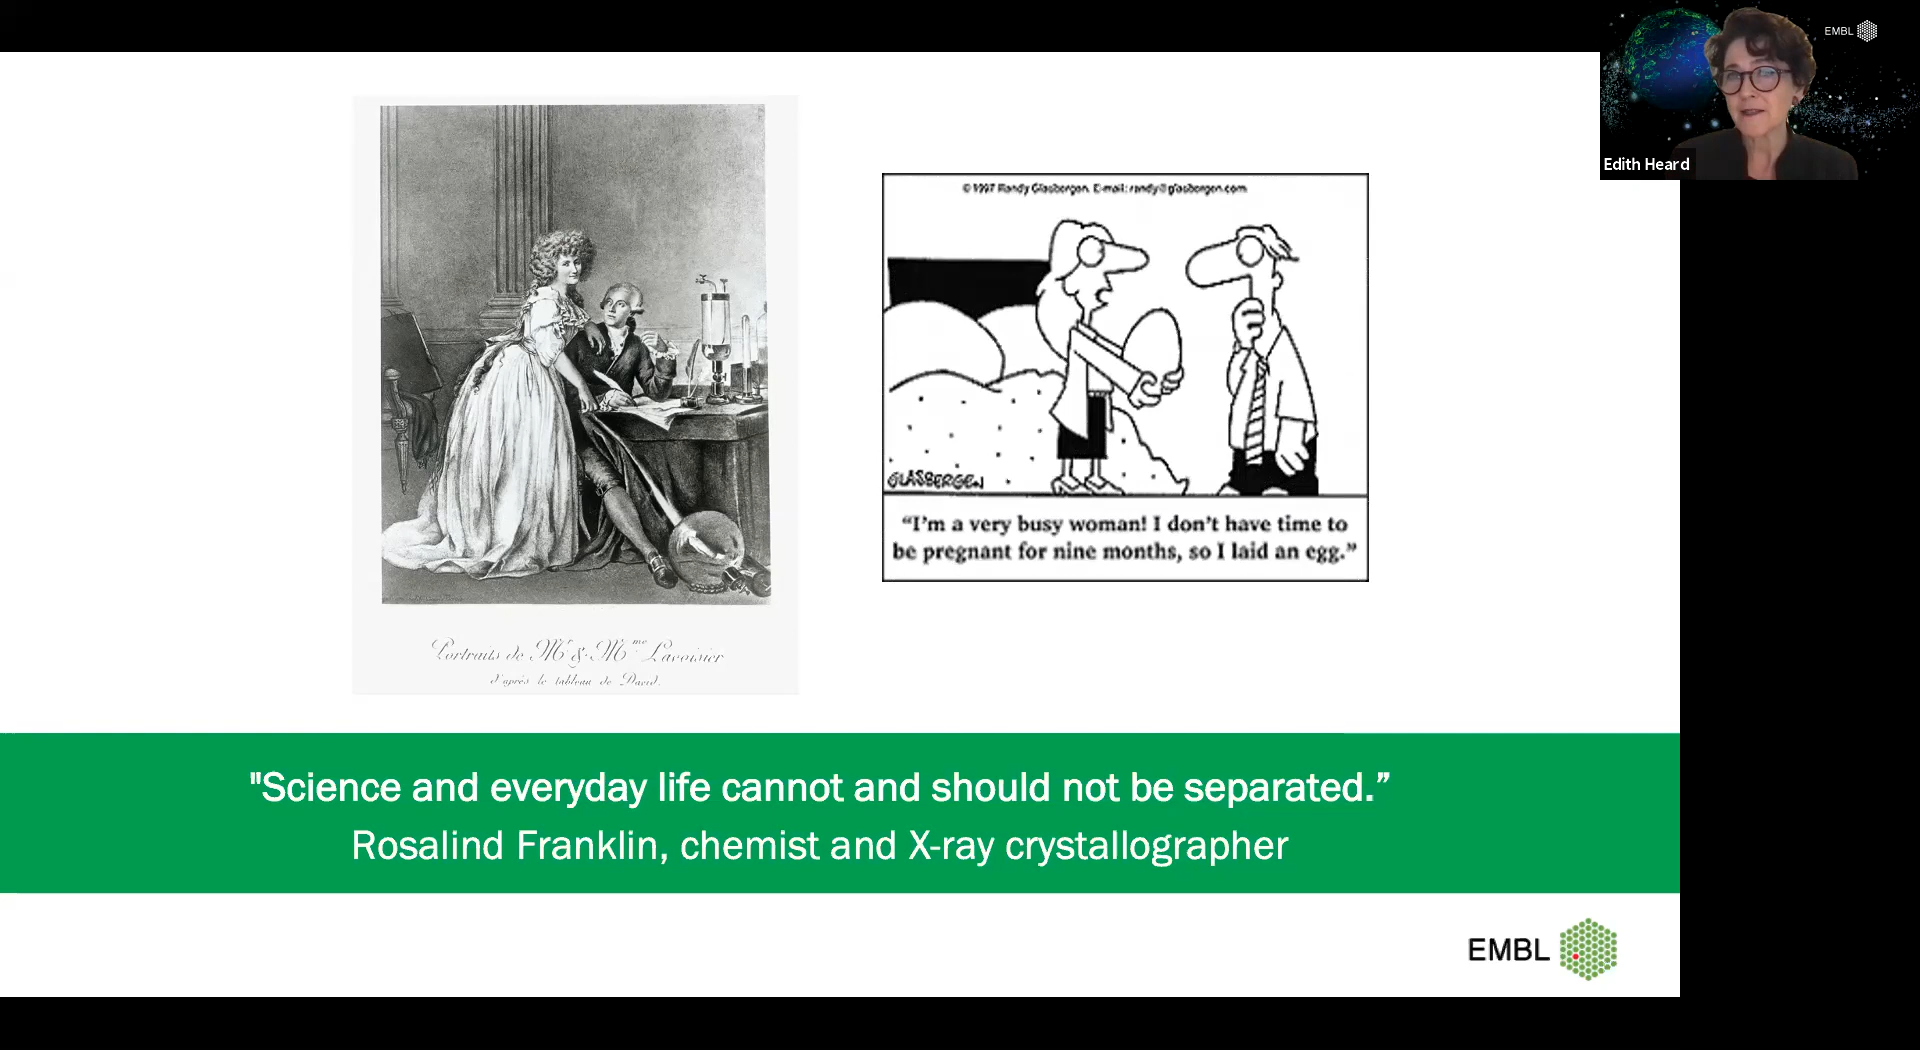 EMBL
Edith Heard
© 1997 Randy Glasbergen. E-mail: randy@glasbergen.com
GLASBERGEN
“I’m a very busy woman! I don’t have time to
be pregnant for nine months, so I laid an egg.”
Portraits de Mr & Mme Lavoisier
d'après le tableau de David.
"Science and everyday life cannot and should not be separated.”
Rosalind Franklin, chemist and X-ray crystallographer
EMBL